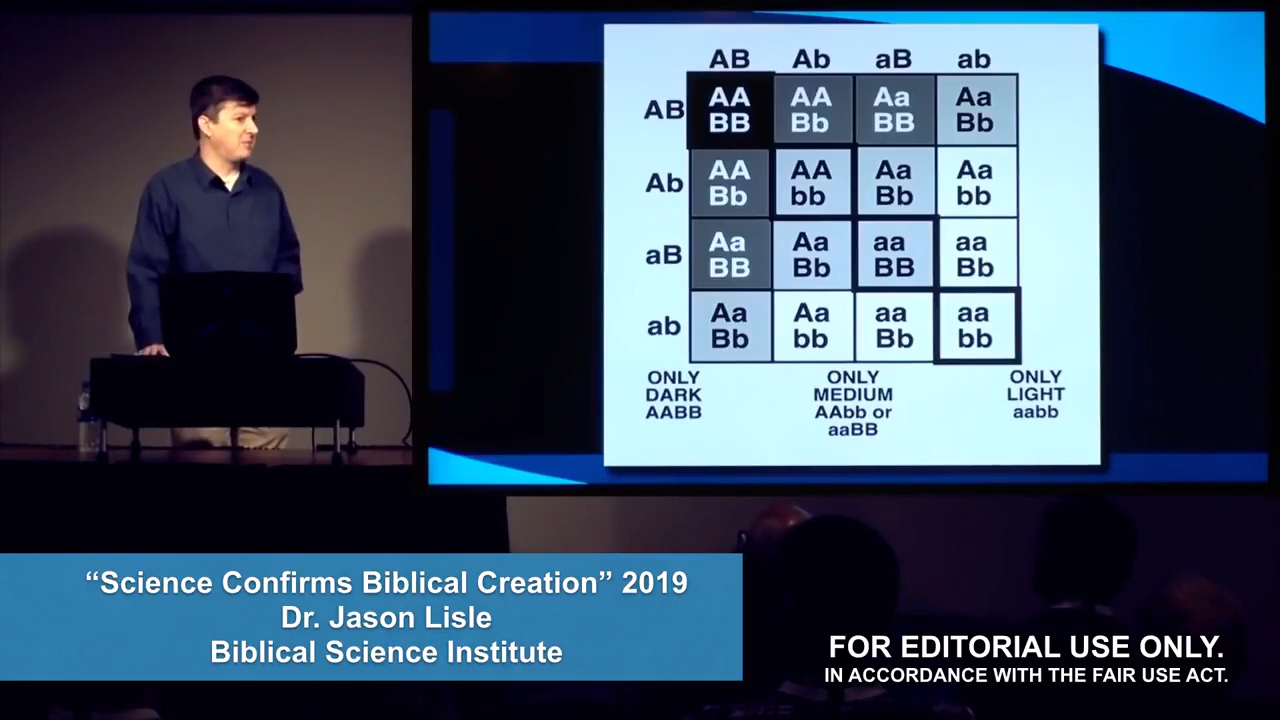 AB Ab aB ab
AB
AA AA Aa Aa
BB Bb BB Bb
Ab
AA AA Aa Aa
Bb bb Bb bb
aB
Aa Aa aa aa
BB Bb BB Bb
ab
Aa Aa aa aa
Bb bb Bb bb
ONLY
DARK
AABB
ONLY
MEDIUM
AAbb or
aaBB
ONLY
LIGHT
aabb
“Science Confirms Biblical Creation” 2019
Dr. Jason Lisle
Biblical Science Institute
FOR EDITORIAL USE ONLY.
IN ACCORDANCE WITH THE FAIR USE ACT.